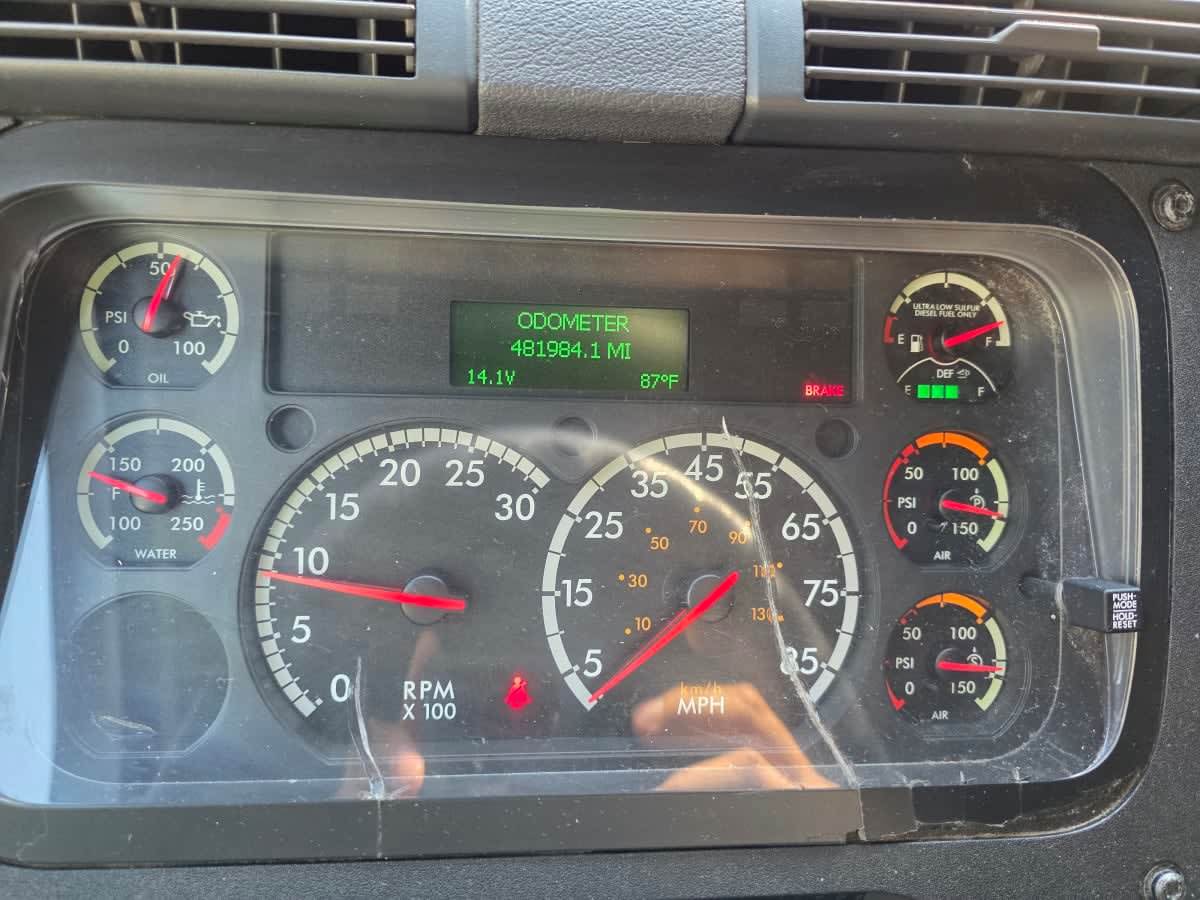 50
PSI
0
100
OIL
ODOMETER
481984.1 MI
14.1V
87°F
BRAKE
ULTRA LOW SULFUR
DIESEL FUEL ONLY
E
F
DEF
E
F
150
200
F
100
250
WATER
0
5
10
15
20
25
30
RPM
X 100
5
15
25
35
45
55
65
75
85
10
30
50
70
90
110
130
km/h
MPH
50
100
PSI
P
0
150
AIR
50
100
PSI
S
0
150
AIR
PUSH-
MODE
HOLD-
RESET